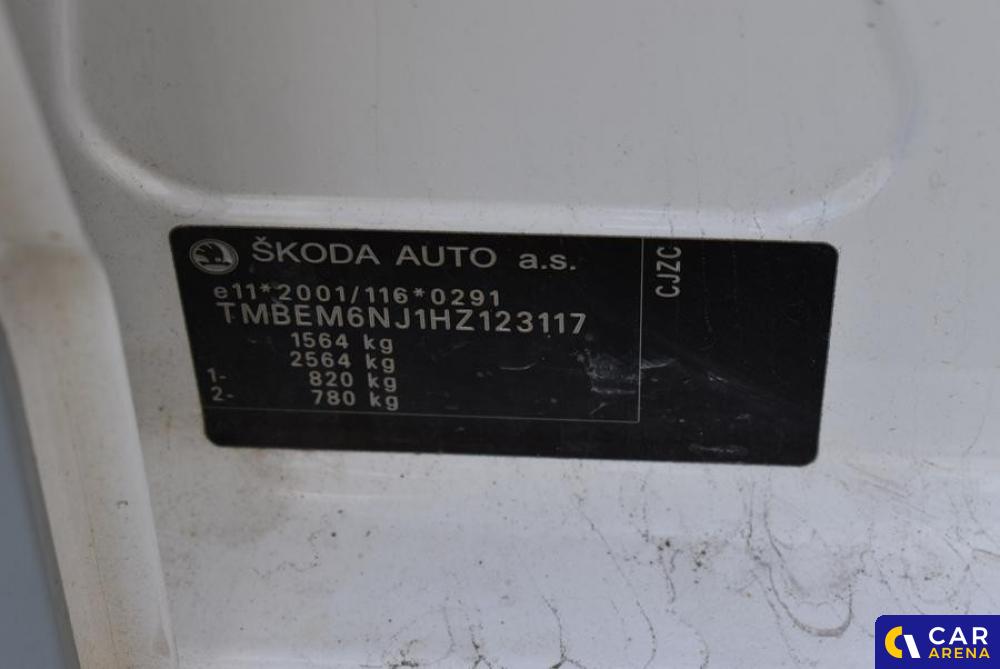 ŠKODA AUTO a.s.
e11*2001/116*0291
TMBEM6NJ1HZ123117
1564 kg
2564 kg
1- 820 kg
2- 780 kg
CJZC
CAR
ARENA